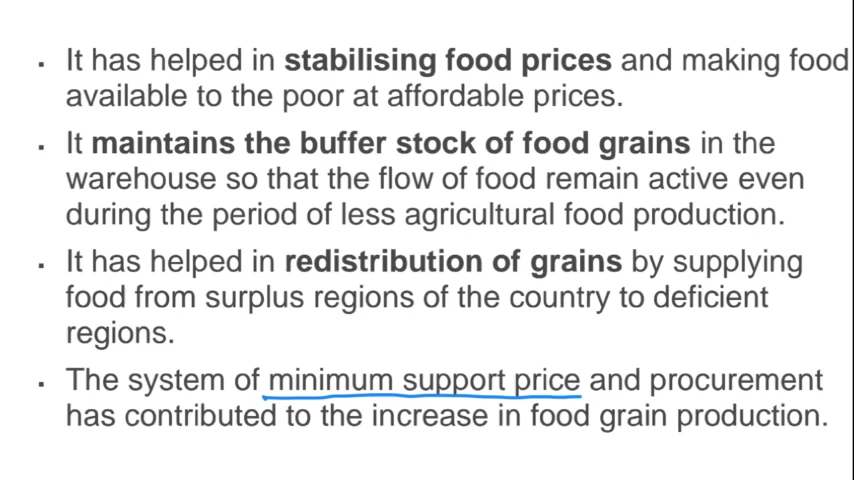 ▪ It has helped in stabilising food prices and making food
available to the poor at affordable prices.
▪ It maintains the buffer stock of food grains in the
warehouse so that the flow of food remain active even
during the period of less agricultural food production.
▪ It has helped in redistribution of grains by supplying
food from surplus regions of the country to deficient
regions.
▪ The system of minimum support price and procurement
has contributed to the increase in food grain production.